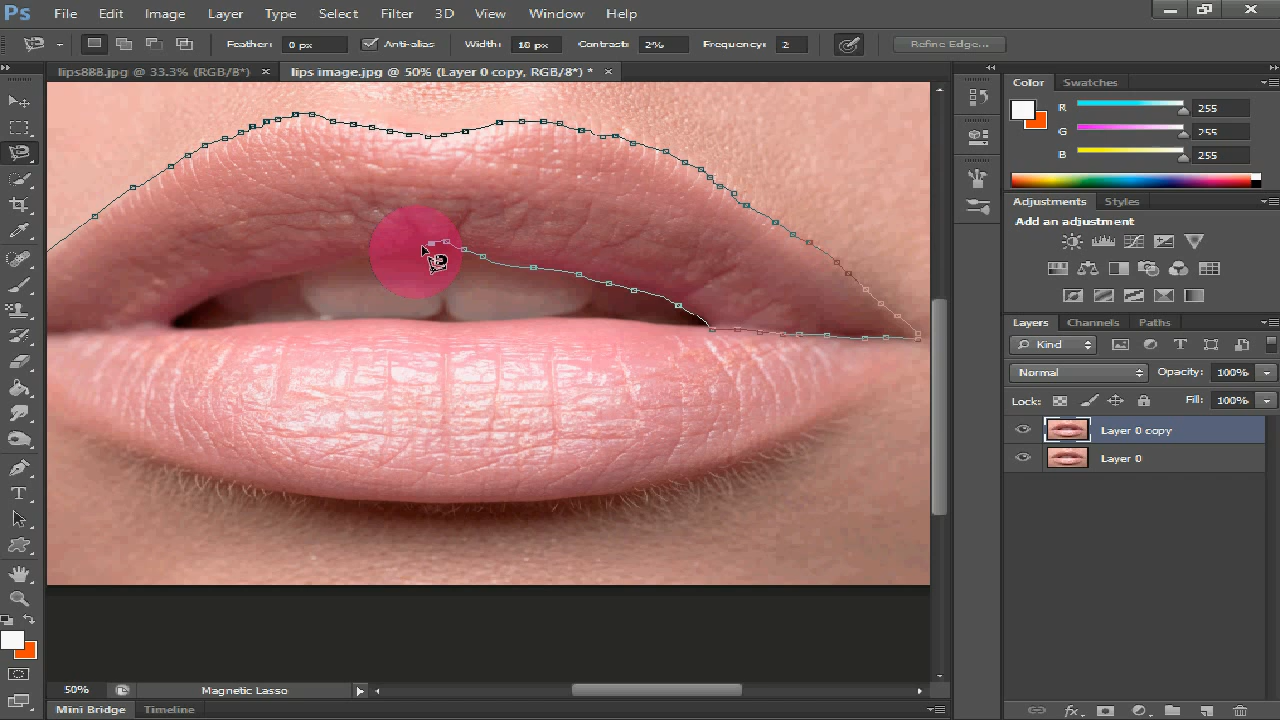 Ps File Edit Image Layer Type Select Filter 3D View Window Help
Feather: 0 px Anti-alias Width: 18 px Contrast: 2% Frequency: 2 Refine Edge...
lips888.jpg @ 33.3% (RGB/8*) × lips image.jpg @ 50% (Layer 0 copy, RGB/8*) * ×
Color Swatches
R 255
G 255
B 255
Adjustments Styles
Add an adjustment
Layers Channels Paths
Kind
Normal Opacity: 100%
Lock: Fill: 100%
Layer 0 copy
Layer 0
50% Magnetic Lasso
Mini Bridge Timeline